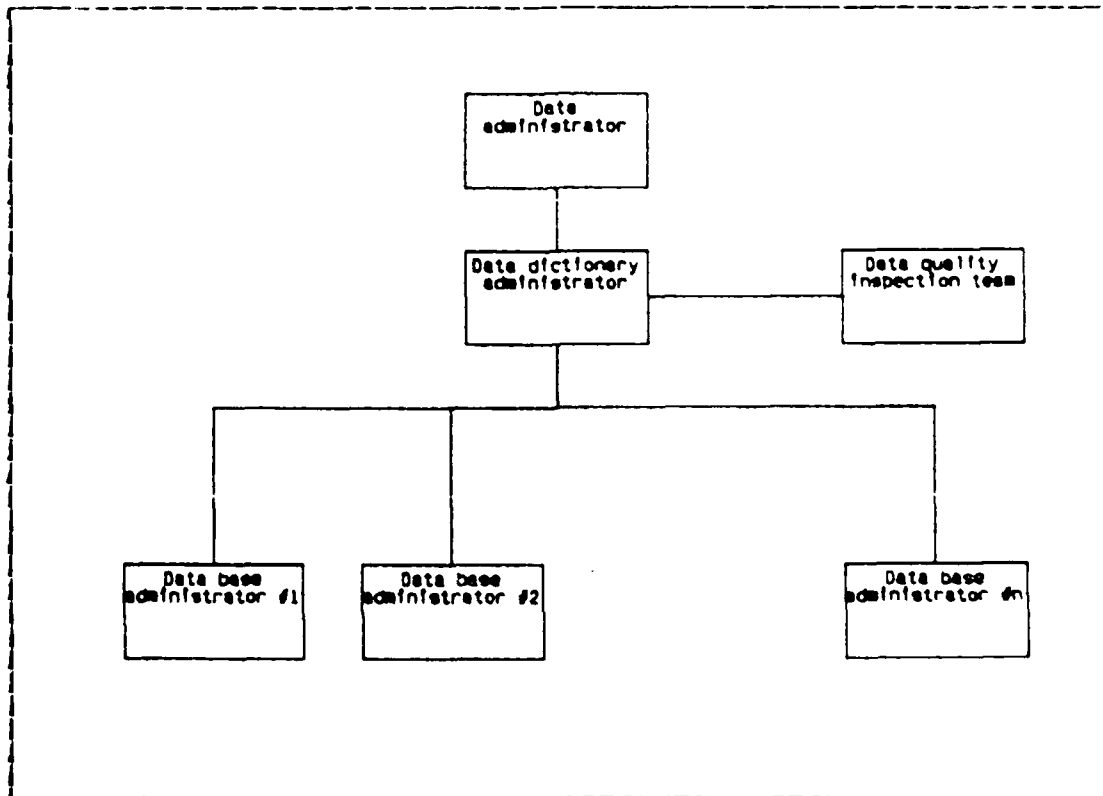 Data
administrator
Data dictionary
administrator
Data quality
inspection team
Data base
administrator #1
Data base
administrator #2
Data base
administrator #n